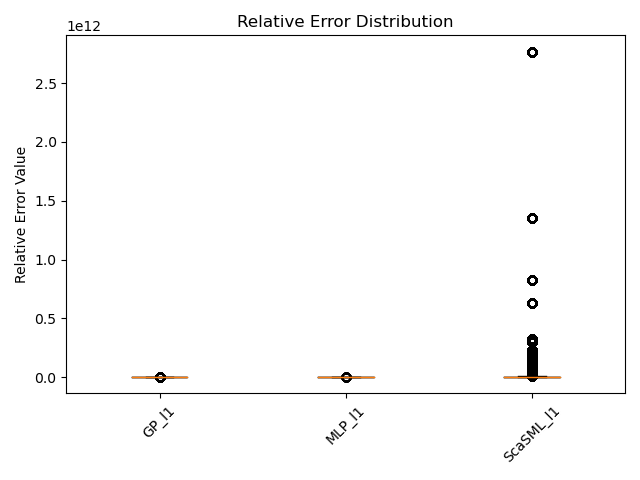 Relative Error Distribution
1e12
Relative Error Value
2.5
2.0
1.5
1.0
0.5
0.0
GP_l1
MLP_l1
ScaSML_l1